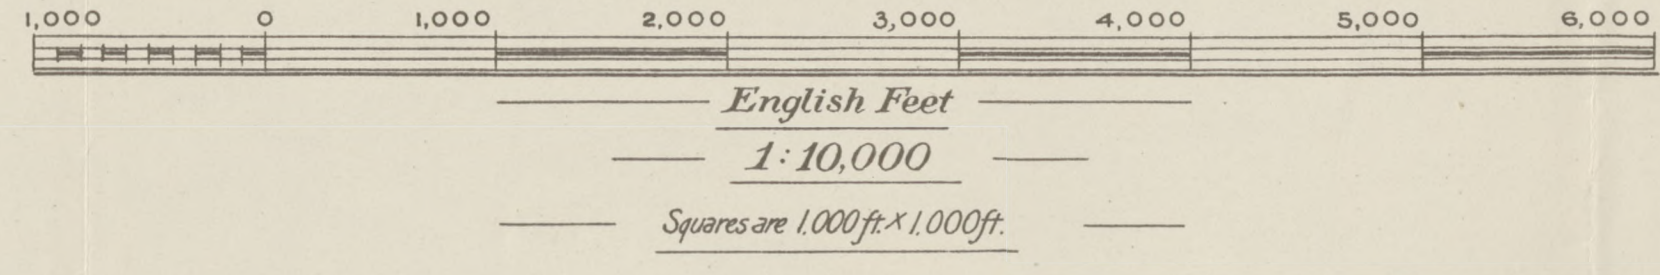 1,000 0 1,000 2,000 3,000 4,000 5,000 6,000
English Feet
1:10,000
Squares are 1.000 ft. x 1.000 ft.